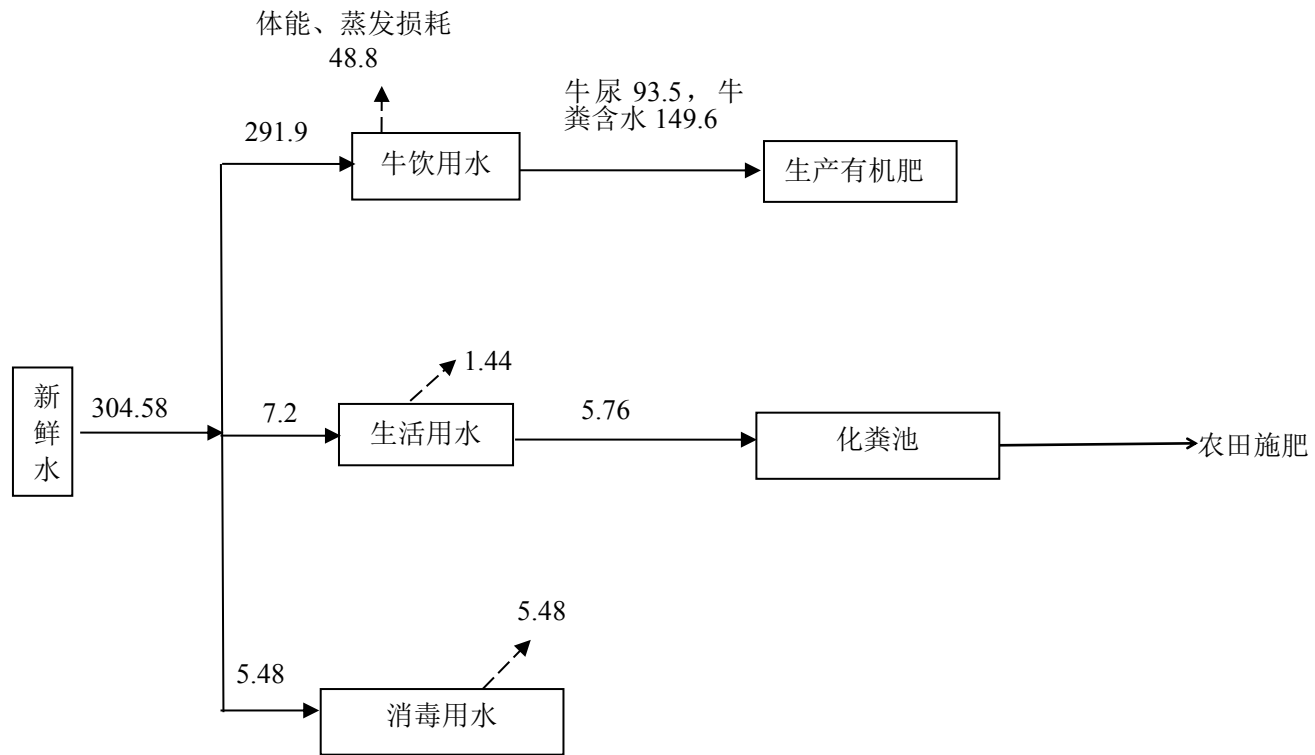 体能、蒸发损耗
48.8
牛尿 93.5，牛
粪含水 149.6
291.9
牛饮用水
生产有机肥
新
鲜
水
304.58
7.2
1.44
生活用水
5.76
化粪池
农田施肥
5.48
5.48
消毒用水